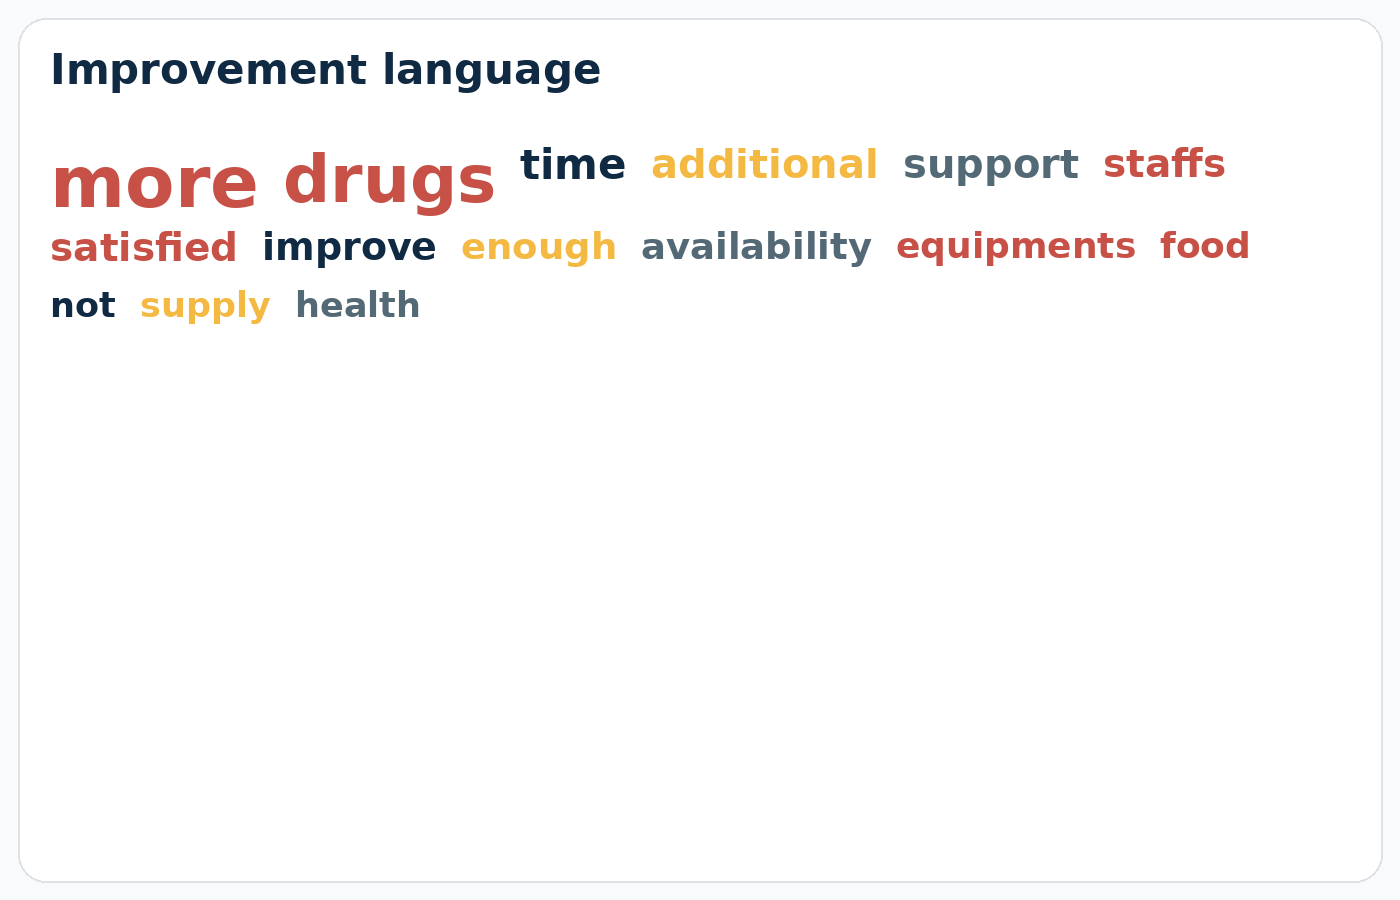 Improvement language
more drugs time additional support staffs
satisfied improve enough availability equipments food
not supply health